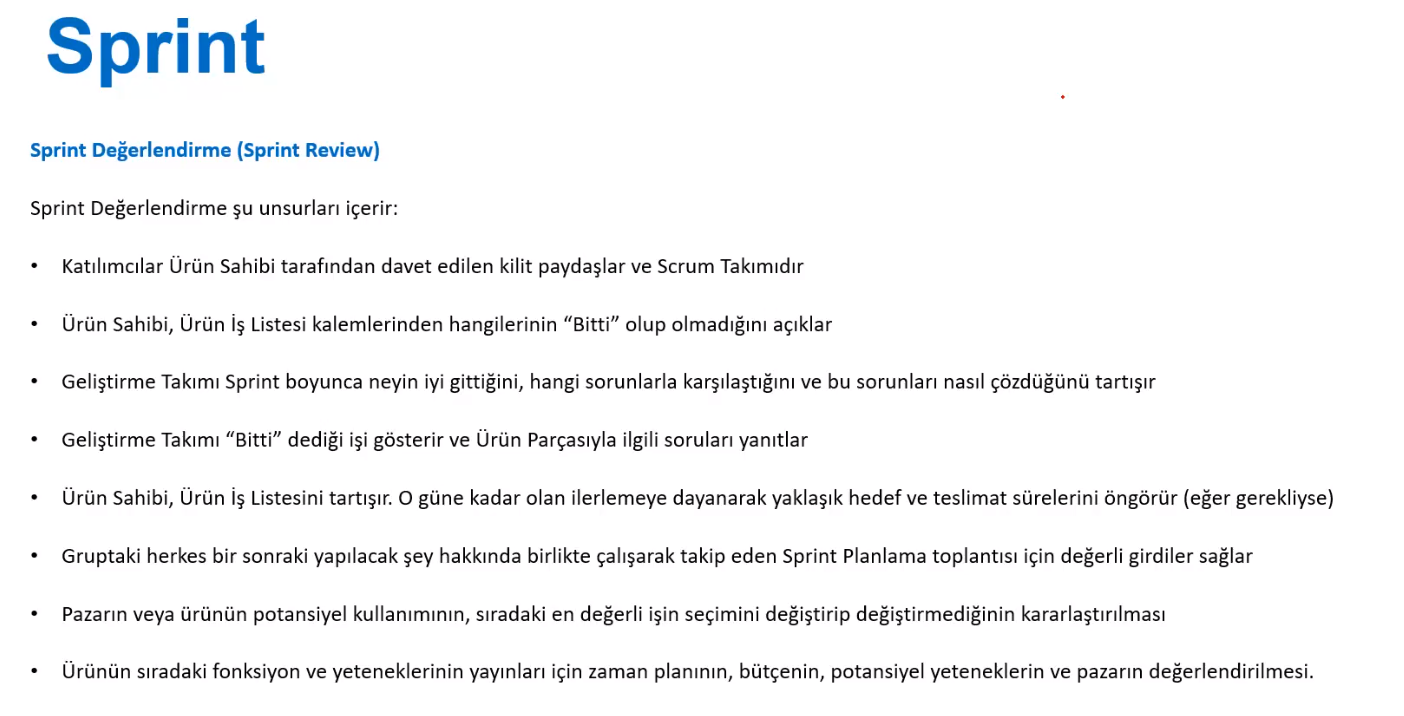 Sprint
Sprint Değerlendirme (Sprint Review)
Sprint Değerlendirme şu unsurları içerir:
• Katılımcılar Ürün Sahibi tarafından davet edilen kilit paydaşlar ve Scrum Takımıdır
• Ürün Sahibi, Ürün İş Listesi kalemlerinden hangilerinin “Bitti” olup olmadığını açıklar
• Geliştirme Takımı Sprint boyunca neyin iyi gittiğini, hangi sorunlarla karşılaştığını ve bu sorunları nasıl çözdüğünü tartışır
• Geliştirme Takımı “Bitti” dediği işi gösterir ve Ürün Parçasıyla ilgili soruları yanıtlar
• Ürün Sahibi, Ürün İş Listesini tartışır. O güne kadar olan ilerlemeye dayanarak yaklaşık hedef ve teslimat sürelerini öngörür (eğer gerekliyse)
• Gruptaki herkes bir sonraki yapılacak şey hakkında birlikte çalışarak takip eden Sprint Planlama toplantısı için değerli girdiler sağlar
• Pazarın veya ürünün potansiyel kullanımının, sıradaki en değerli işin seçimini değiştirip değiştirmediğinin kararlaştırılması
• Ürünün sıradaki fonksiyon ve yeteneklerinin yayınları için zaman planının, bütçenin, potansiyel yeteneklerin ve pazarın değerlendirilmesi.